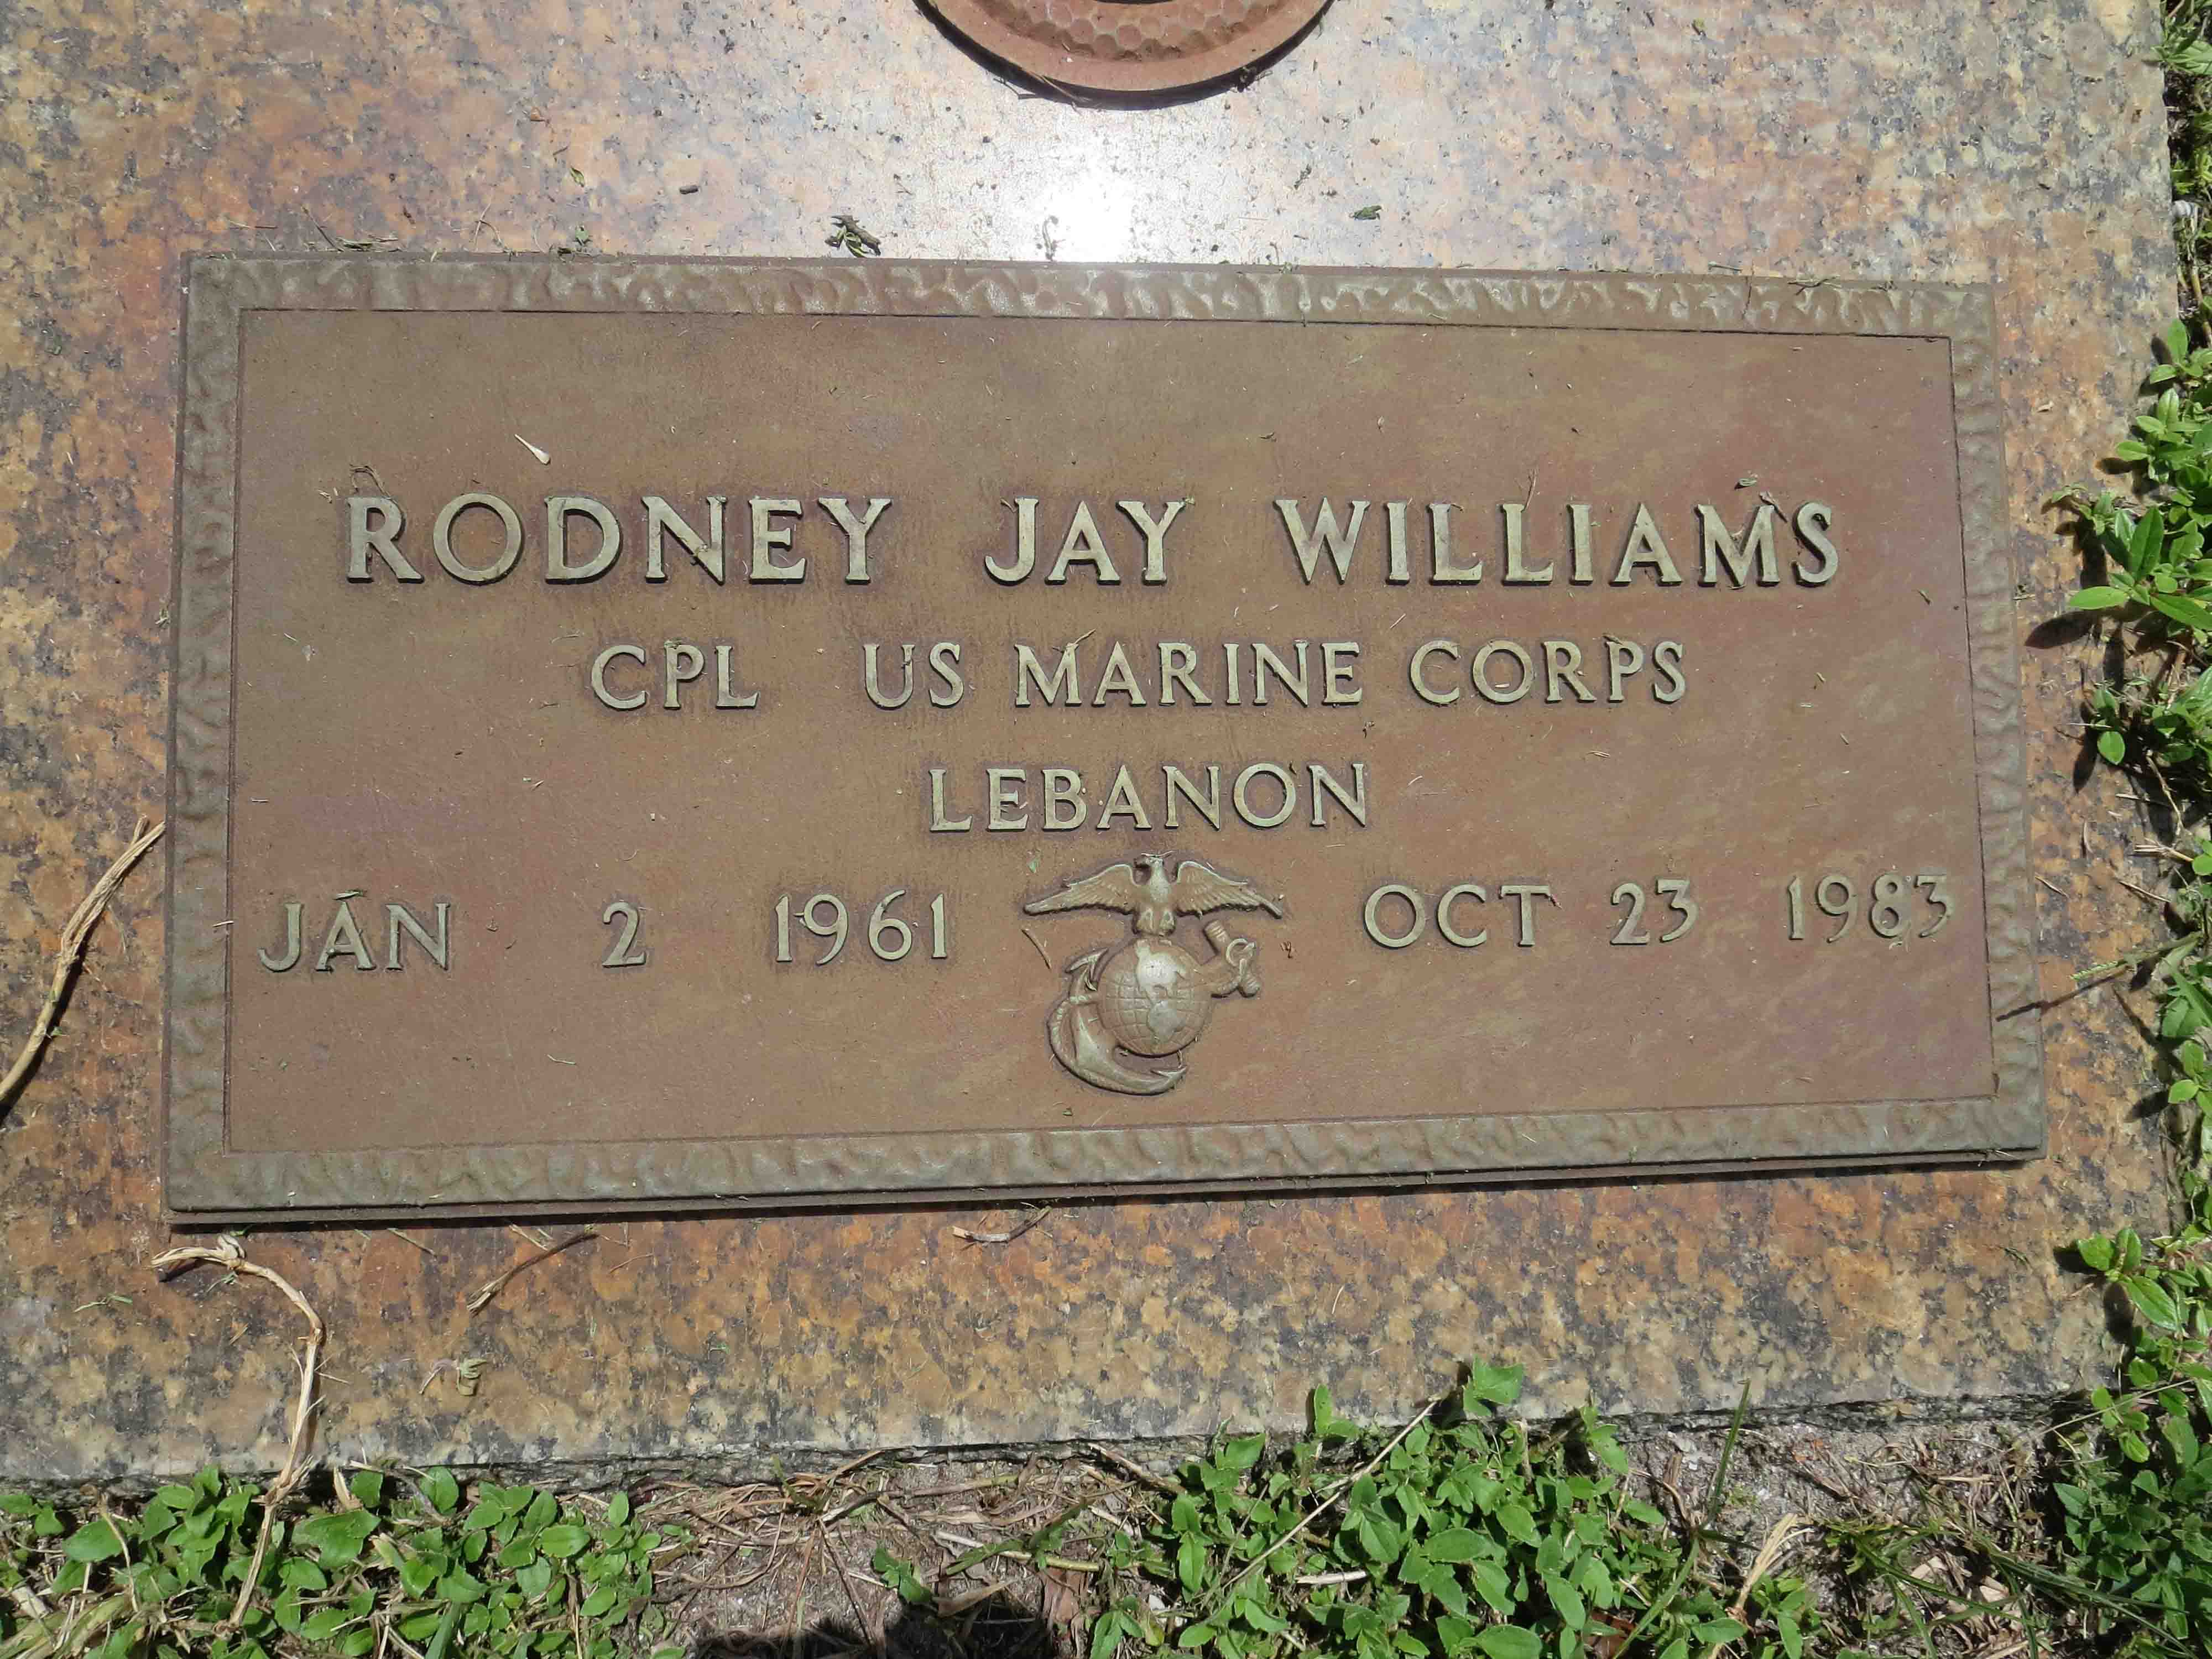 RODNEY JAY WILLIAMS
CPL US MARINE CORPS
LEBANON
JAN 2 1961 OCT 23 1983